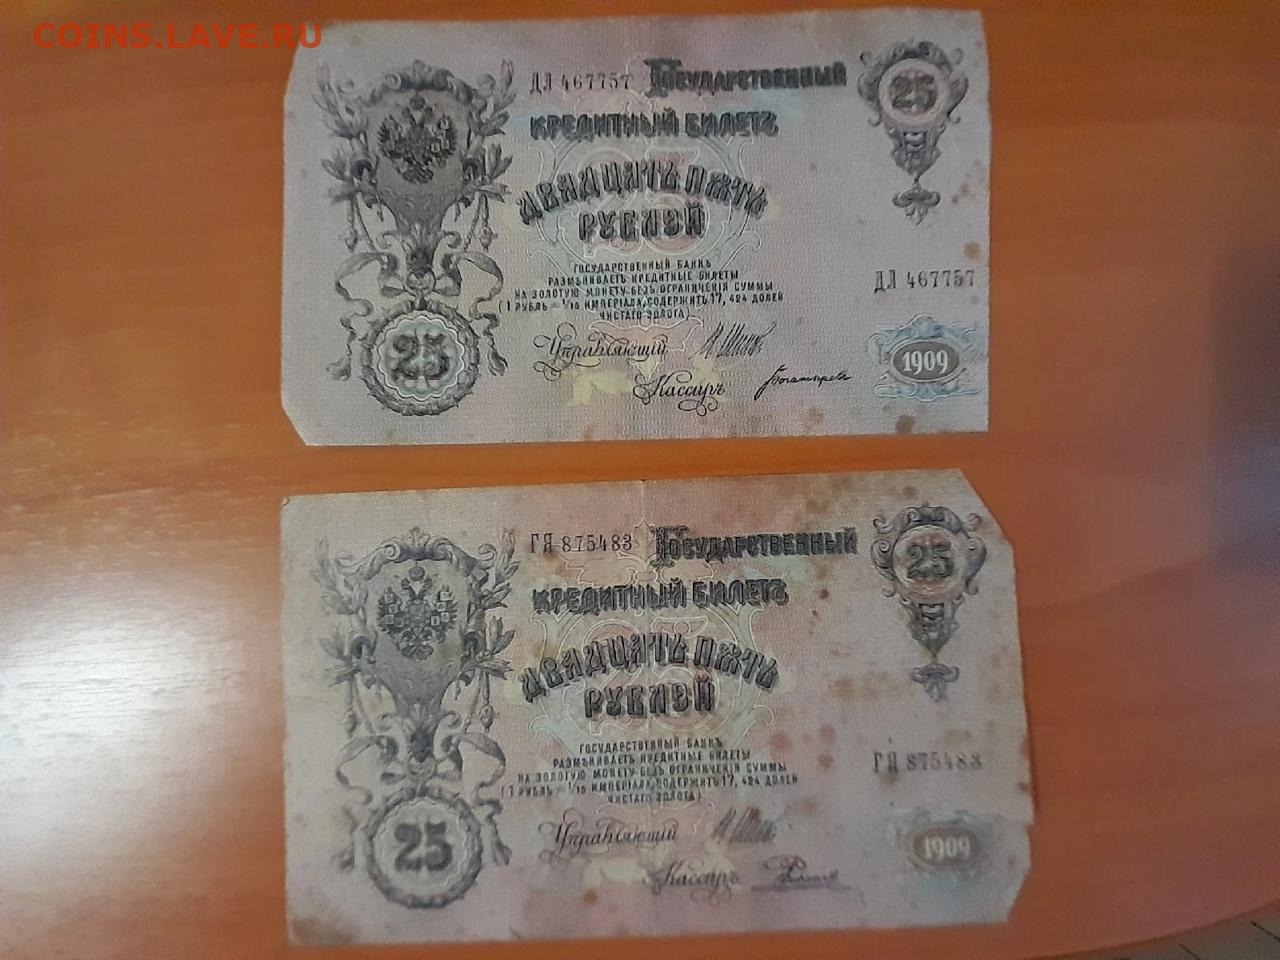 COINS.LAVE.РУ
ДЛ 467757 Государственный
кредитный билетъ
25
двадцать пять
рублей
государственный банкъ
размѣниваетъ кредитные билеты
на золотую монету безъ ограниченія суммы
(1 рубль = 1/15 имперіала, содержитъ 17, 424 долей
чистаго золота)
ДЛ 467757
Управляющій
Кассиръ
25
1909
ГЯ 875483 Государственный
кредитный билетъ
25
двадцать пять
рублей
государственный банкъ
размѣниваетъ кредитные билеты
на золотую монету безъ ограниченія суммы
(1 рубль = 1/15 имперіала, содержитъ 17, 424 долей
чистаго золота)
ГЯ 875483
Управляющій
Кассиръ
25
1909